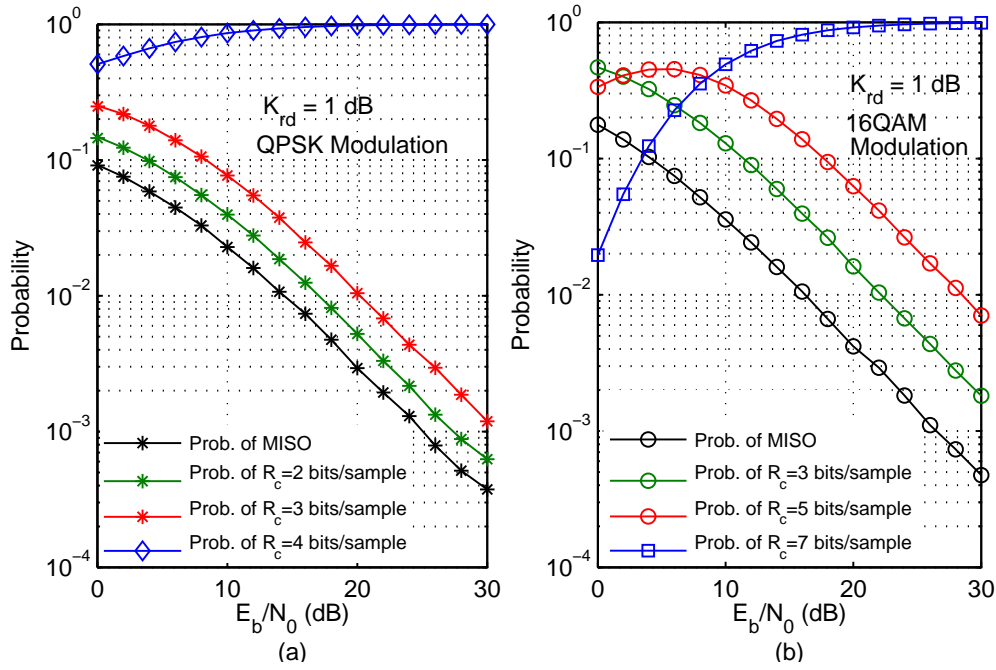 10^0
10^-1
10^-2
10^-3
10^-4
Probability
K_rd = 1 dB
QPSK Modulation
Prob. of MISO
Prob. of R_c=2 bits/sample
Prob. of R_c=3 bits/sample
Prob. of R_c=4 bits/sample
0 10 20 30
E_b/N_0 (dB)
(a)
10^0
10^-1
10^-2
10^-3
10^-4
Probability
K_rd = 1 dB
16QAM
Modulation
Prob. of MISO
Prob. of R_c=3 bits/sample
Prob. of R_c=5 bits/sample
Prob. of R_c=7 bits/sample
0 10 20 30
E_b/N_0 (dB)
(b)